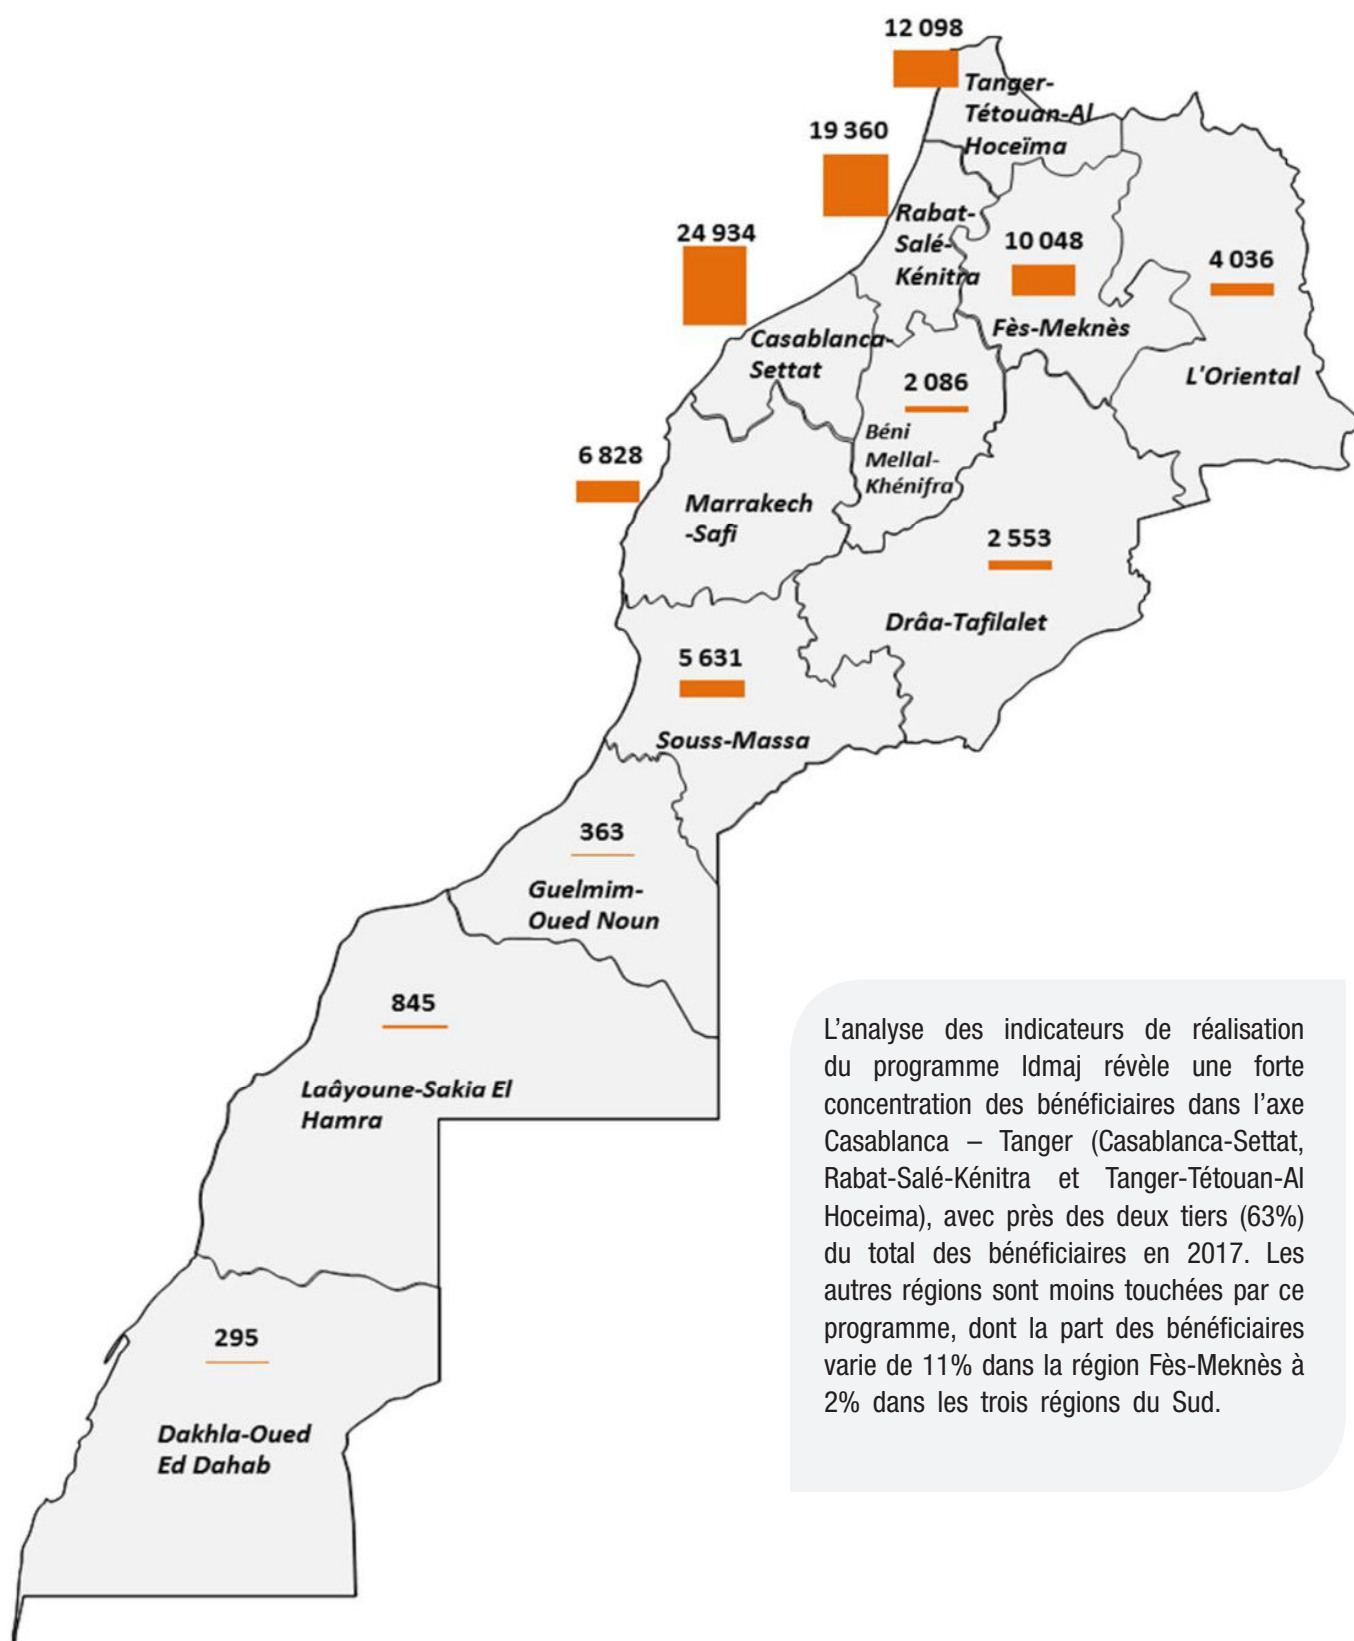 12 098
Tanger-
Tétouan-Al
Hoceïma
19 360
Rabat-
Salé-
Kénitra
24 934
Casablanca-
Settat
10 048
Fès-Meknès
4 036
L'Oriental
2 086
Béni
Mellal-
Khénifra
6 828
Marrakech
-Safi
2 553
Drâa-Tafilalet
5 631
Souss-Massa
363
Guelmim-
Oued Noun
845
Laâyoune-Sakia El
Hamra
295
Dakhla-Oued
Ed Dahab
L’analyse des indicateurs de réalisation
du programme Idmaj révèle une forte
concentration des bénéficiaires dans l’axe
Casablanca – Tanger (Casablanca-Settat,
Rabat-Salé-Kénitra et Tanger-Tétouan-Al
Hoceima), avec près des deux tiers (63%)
du total des bénéficiaires en 2017. Les
autres régions sont moins touchées par ce
programme, dont la part des bénéficiaires
varie de 11% dans la région Fès-Meknès à
2% dans les trois régions du Sud.